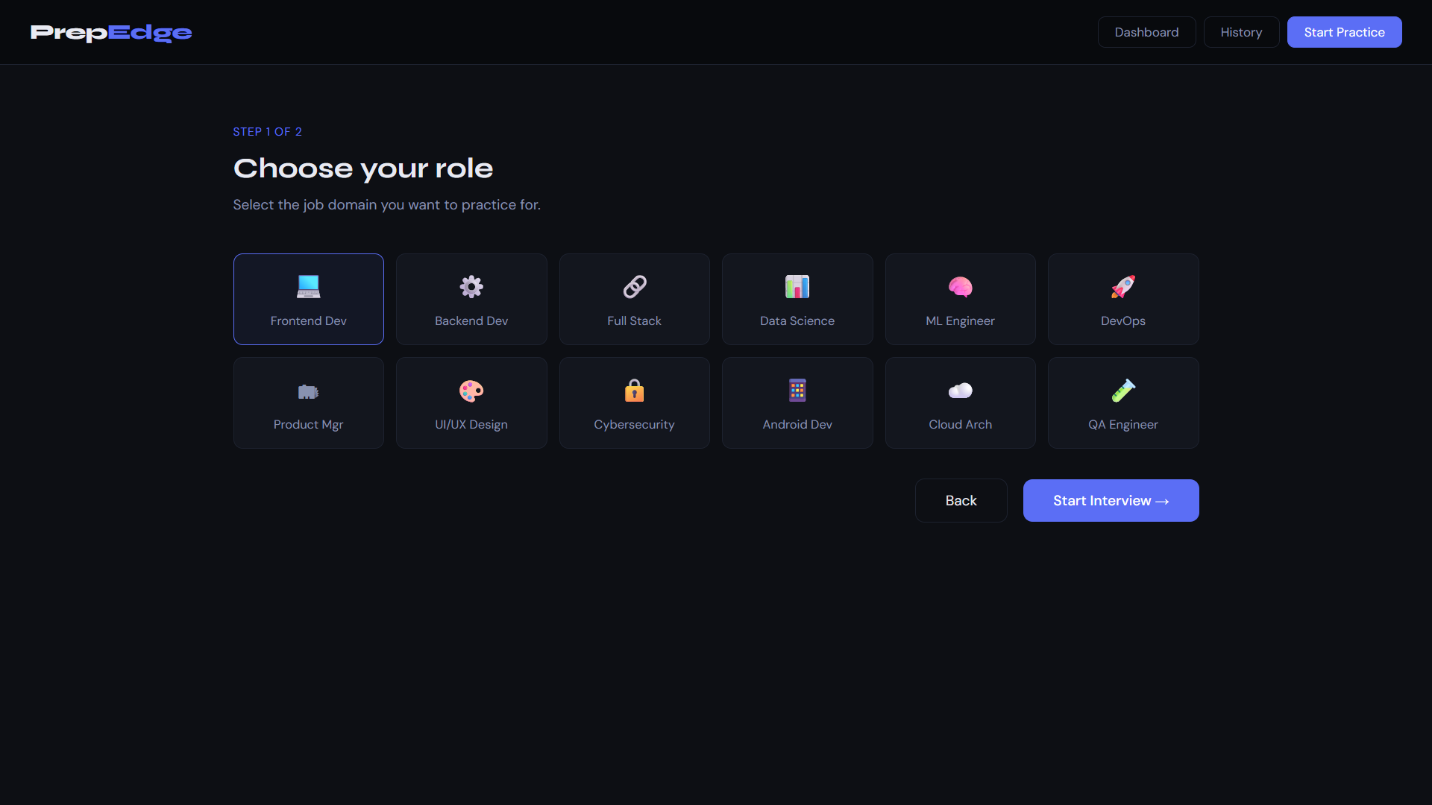 PrepEdge
Dashboard
History
Start Practice
STEP 1 OF 2
Choose your role
Select the job domain you want to practice for.
Frontend Dev
Backend Dev
Full Stack
Data Science
ML Engineer
DevOps
Product Mgr
UI/UX Design
Cybersecurity
Android Dev
Cloud Arch
QA Engineer
Back
Start Interview →